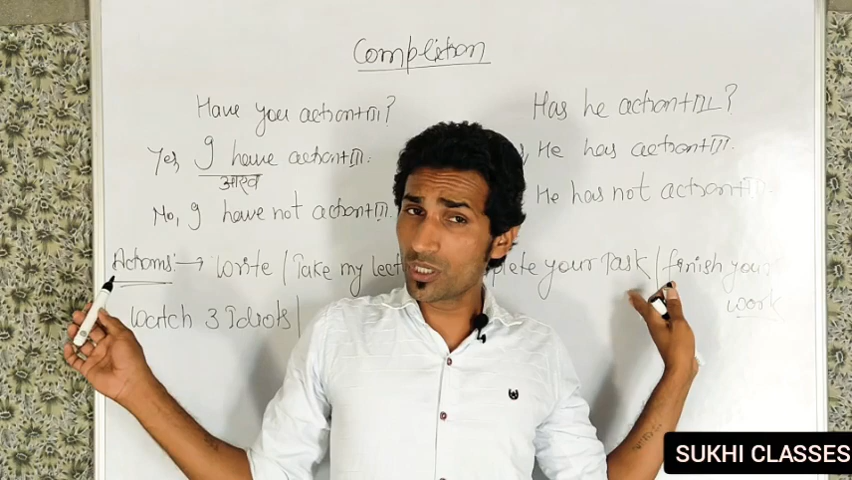 Completion
Have you action+III?
Has he action+III?
Yes, I have action+III.
He has action+III.
आस्व
No, I have not action+III.
He has not action+III.
Actions:→ Write / Take my lect plete your Task / finish your
work
Watch 3 Idiots /
SUKHI CLASSES